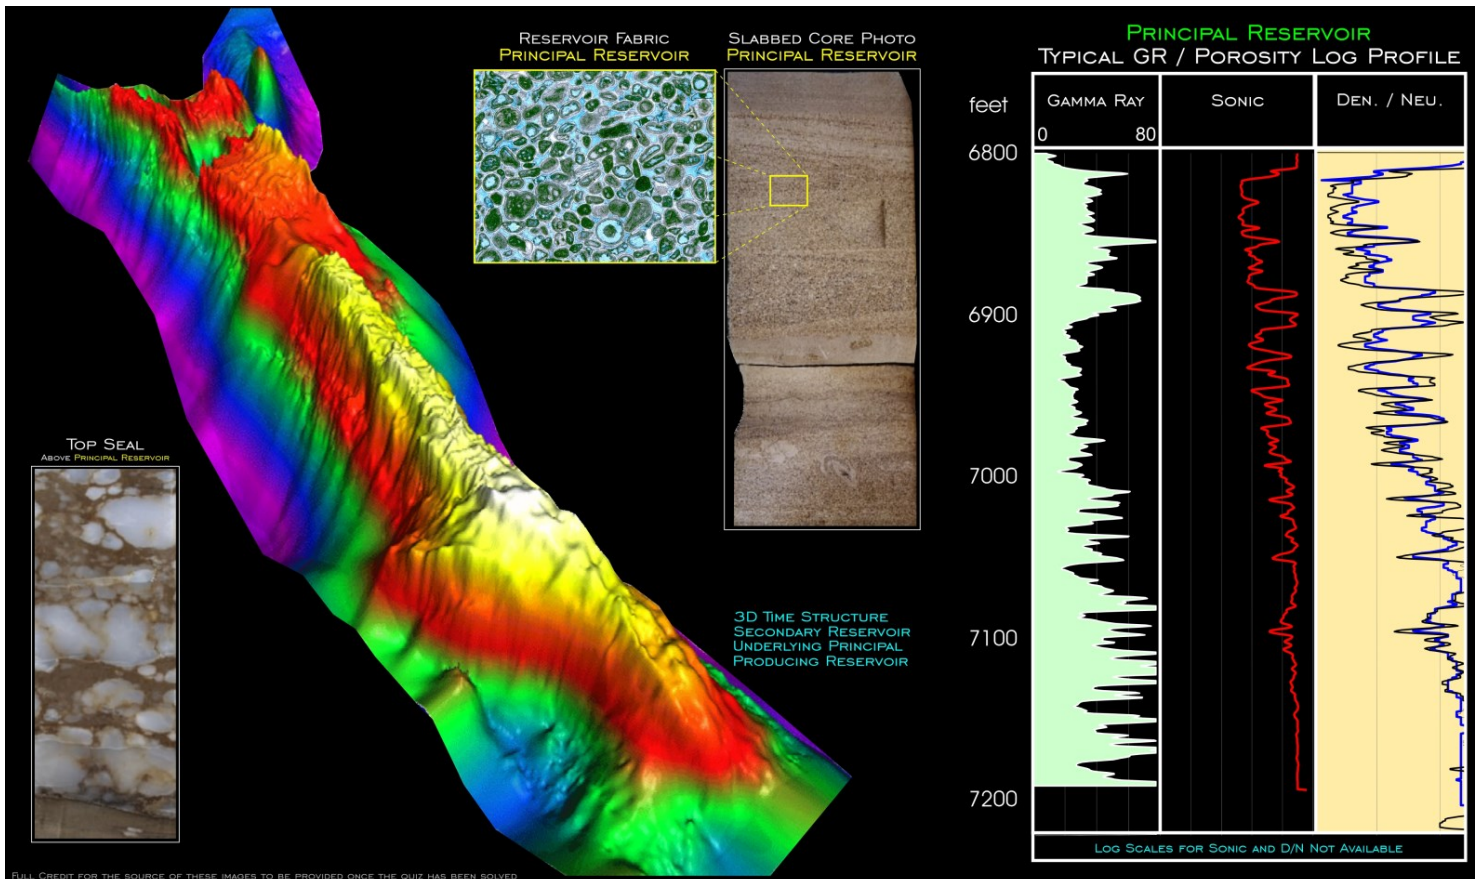 Reservoir Fabric
Principal Reservoir
Slabbed Core Photo
Principal Reservoir
Principal Reservoir
Typical GR / Porosity Log Profile
feet
Gamma Ray
Sonic
Den. / Neu.
0
80
6800
6900
7000
7100
7200
Top Seal
Above Principal Reservoir
3D Time Structure
Secondary Reservoir
Underlying Principal
Producing Reservoir
Log Scales for Sonic and D/N Not Available
Full Credit for the source of these images to be provided once the quiz has been solved